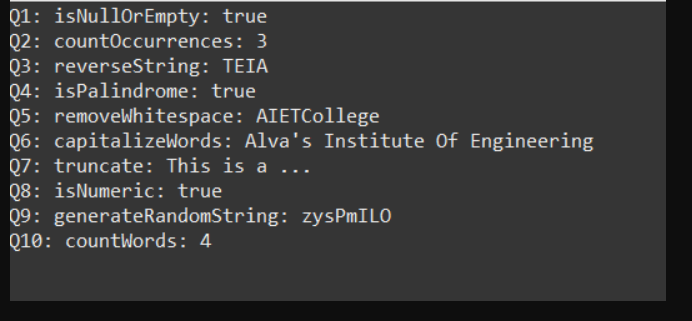 Q1: isNullOrEmpty: true
Q2: countOccurrences: 3
Q3: reverseString: TEIA
Q4: isPalindrome: true
Q5: removeWhitespace: AIETCollege
Q6: capitalizeWords: Alva's Institute Of Engineering
Q7: truncate: This is a ...
Q8: isNumeric: true
Q9: generateRandomString: zysPmILO
Q10: countWords: 4